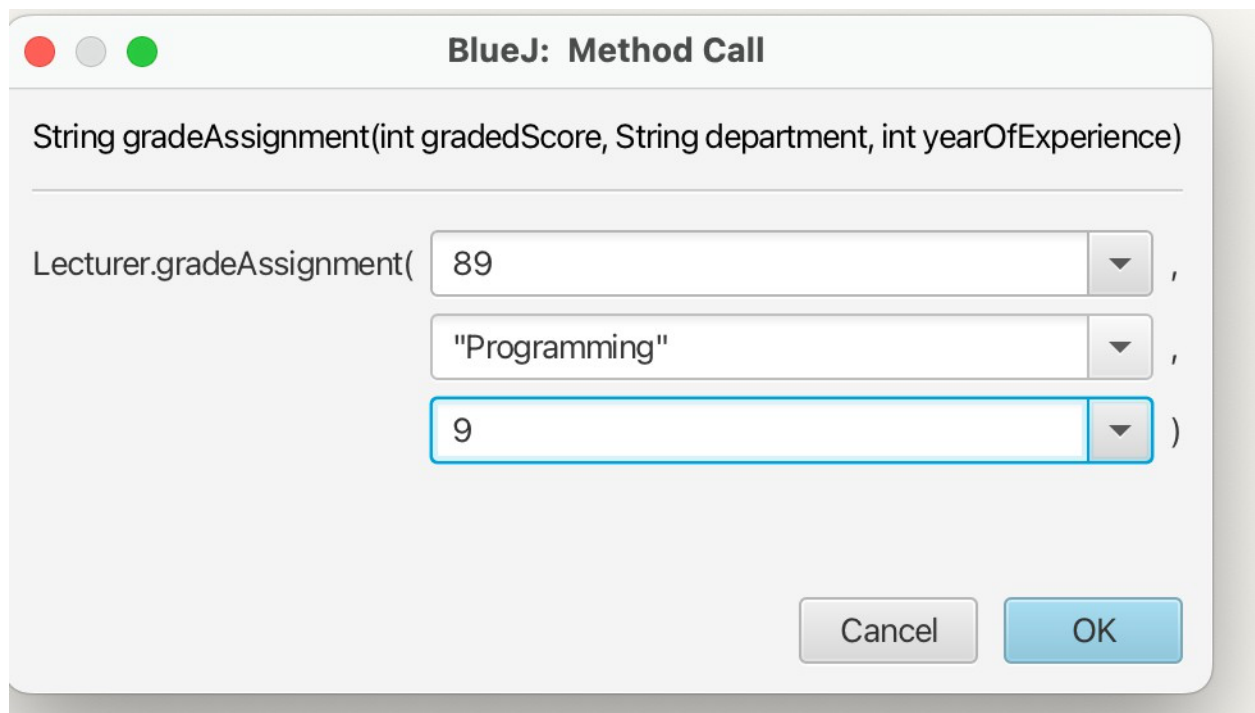 BlueJ:  Method Call
String gradeAssignment(int gradedScore, String department, int yearOfExperience)
Lecturer.gradeAssignment( 89 ,
"Programming" ,
9 )
Cancel OK